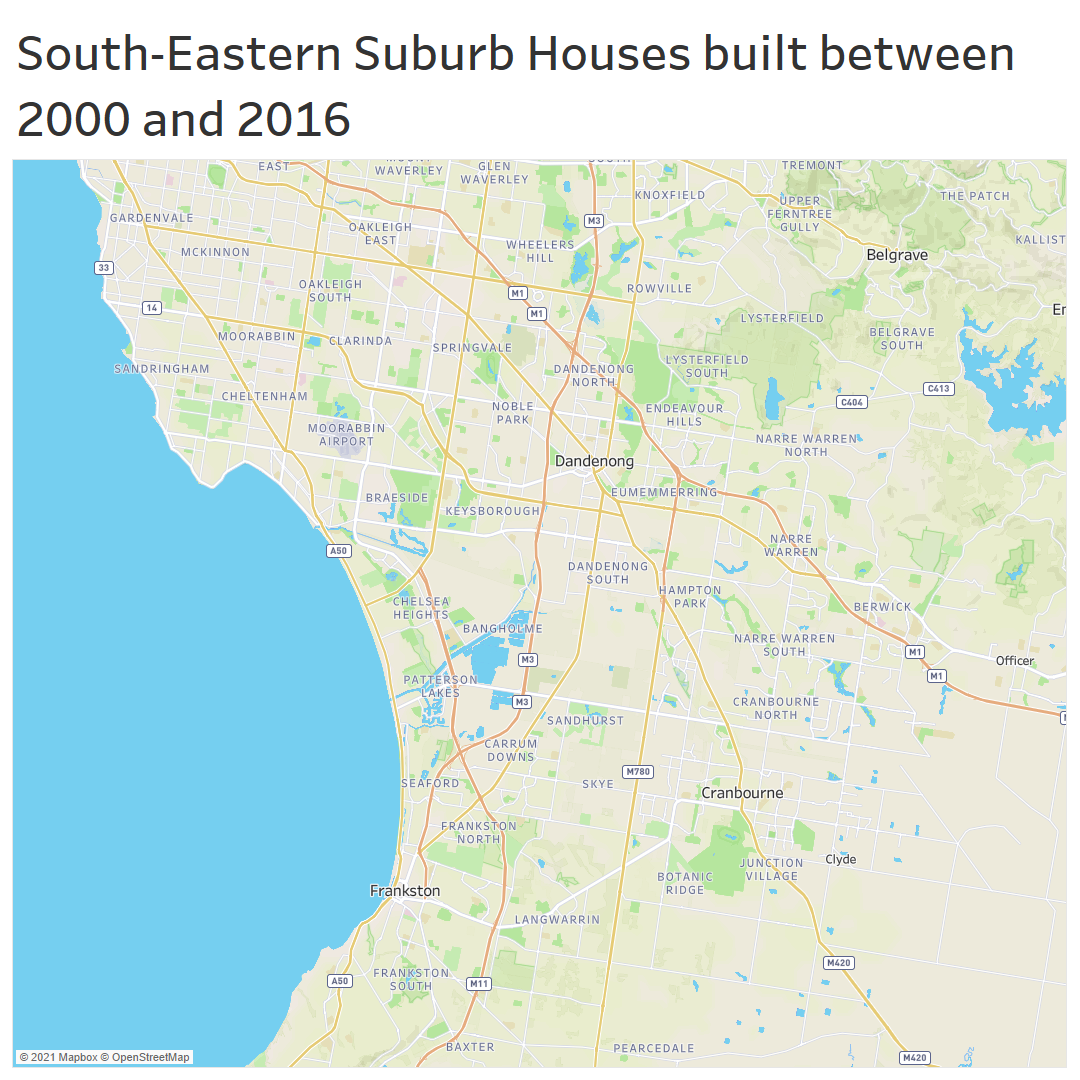 South-Eastern Suburb Houses built between
2000 and 2016
EAST
WAVERLEY
GLEN
WAVERLEY
TREMONT
KNOXFIELD
THE PATCH
UPPER
FERNTREE
GULLY
GARDENVALE
M3
OAKLEIGH
EAST
KALLIST
MCKINNON
WHEELERS
HILL
Belgrave
33
OAKLEIGH
SOUTH
ROWVILLE
M1
14
M1
En
LYSTERFIELD
MOORABBIN
CLARINDA
SPRINGVALE
BELGRAVE
SOUTH
SANDRINGHAM
DANDENONG
NORTH
LYSTERFIELD
SOUTH
C413
CHELTENHAM
C404
NOBLE
PARK
ENDEAVOUR
HILLS
MOORABBIN
AIRPORT
NARRE WARREN
NORTH
Dandenong
EUMEMMERRING
BRAESIDE
KEYSBOROUGH
A50
NARRE
WARREN
DANDENONG
SOUTH
HAMPTON
PARK
CHELSEA
HEIGHTS
BERWICK
BANGHOLME
NARRE WARREN
SOUTH
M1
M3
Officer
M1
PATTERSON
LAKES
M3
CRANBOURNE
NORTH
SANDHURST
CARRUM
DOWNS
M780
SEAFORD
SKYE
Cranbourne
FRANKSTON
NORTH
JUNCTION
VILLAGE
Clyde
BOTANIC
RIDGE
Frankston
LANGWARRIN
M420
FRANKSTON
SOUTH
A50
M11
BAXTER
PEARCEDALE
M420
© 2021 Mapbox © OpenStreetMap